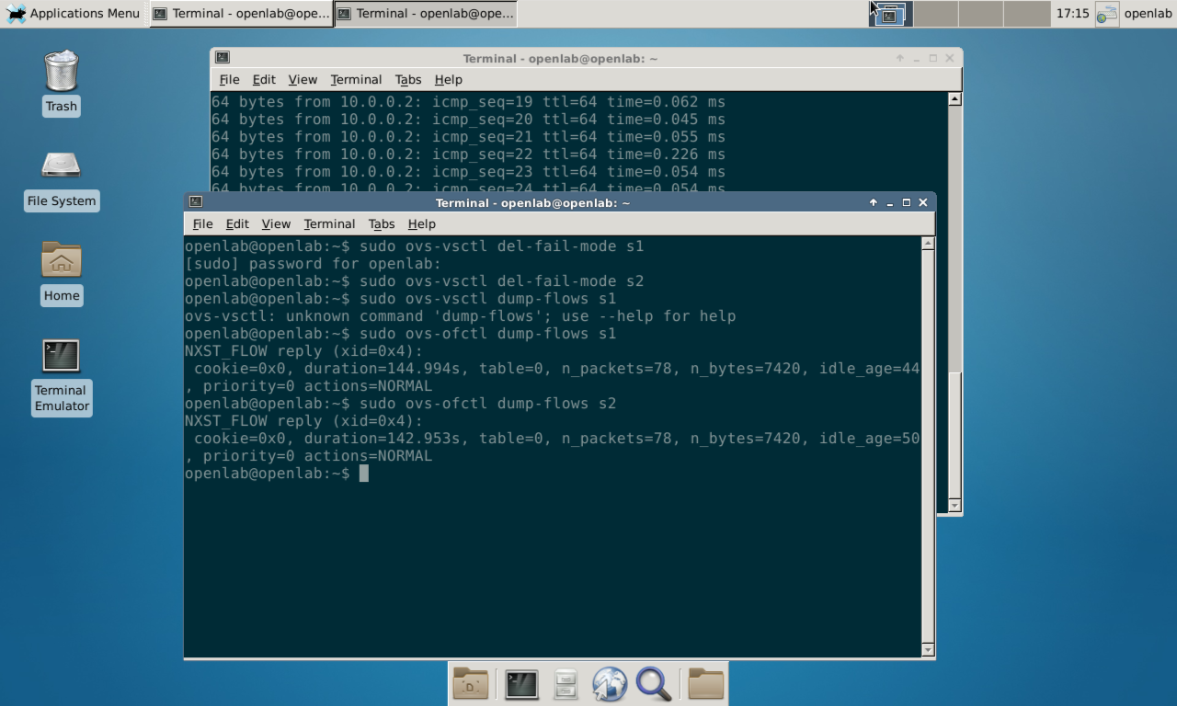 Applications Menu
Terminal - openlab@ope...
Terminal - openlab@ope...
17:15
openlab
Trash
File System
Home
Terminal
Emulator
Terminal - openlab@openlab: ~
File Edit View Terminal Tabs Help
64 bytes from 10.0.0.2: icmp_seq=19 ttl=64 time=0.062 ms
64 bytes from 10.0.0.2: icmp_seq=20 ttl=64 time=0.045 ms
64 bytes from 10.0.0.2: icmp_seq=21 ttl=64 time=0.055 ms
64 bytes from 10.0.0.2: icmp_seq=22 ttl=64 time=0.226 ms
64 bytes from 10.0.0.2: icmp_seq=23 ttl=64 time=0.054 ms
64 bytes from 10.0.0.2: icmp_seq=24 ttl=64 time=0.054 ms
Terminal - openlab@openlab: ~
File Edit View Terminal Tabs Help
openlab@openlab:~$ sudo ovs-vsctl del-fail-mode s1
[sudo] password for openlab:
openlab@openlab:~$ sudo ovs-vsctl del-fail-mode s2
openlab@openlab:~$ sudo ovs-vsctl dump-flows s1
ovs-vsctl: unknown command 'dump-flows'; use --help for help
openlab@openlab:~$ sudo ovs-ofctl dump-flows s1
NXST_FLOW reply (xid=0x4):
 cookie=0x0, duration=144.994s, table=0, n_packets=78, n_bytes=7420, idle_age=44
, priority=0 actions=NORMAL
openlab@openlab:~$ sudo ovs-ofctl dump-flows s2
NXST_FLOW reply (xid=0x4):
 cookie=0x0, duration=142.953s, table=0, n_packets=78, n_bytes=7420, idle_age=50
, priority=0 actions=NORMAL
openlab@openlab:~$